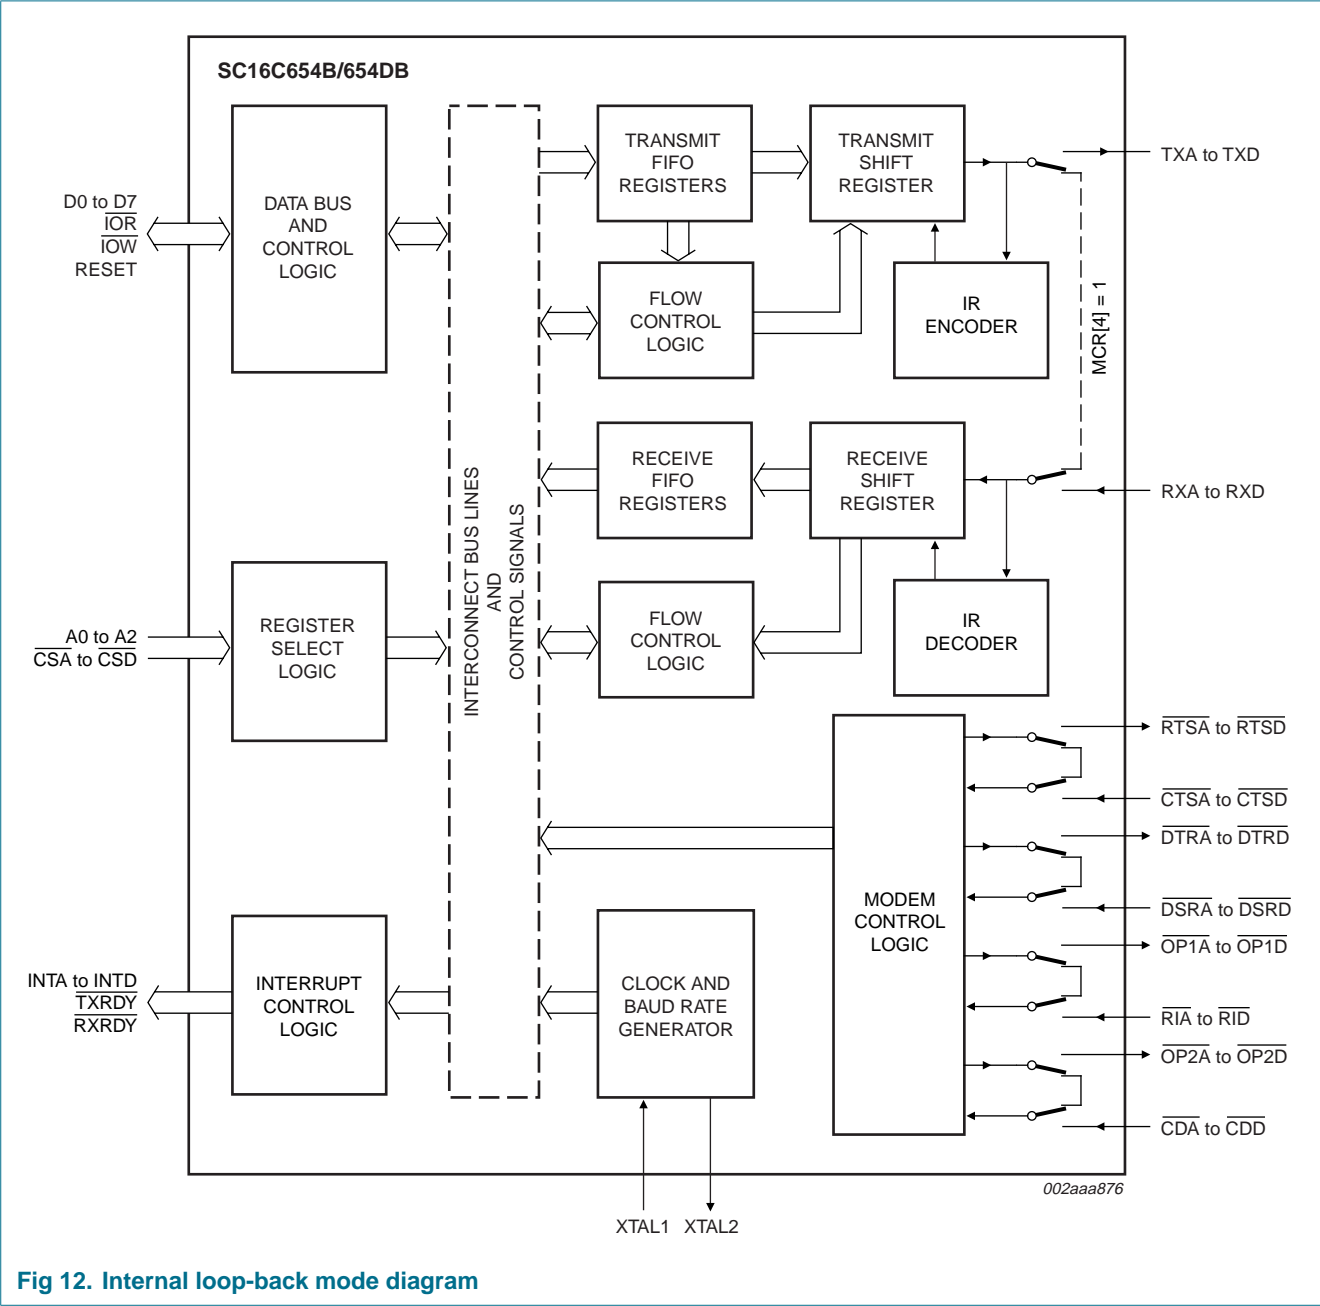 SC16C654B/654DB
D0 to D7
IOR
IOW
RESET
DATA BUS
AND
CONTROL
LOGIC
TRANSMIT
FIFO
REGISTERS
TRANSMIT
SHIFT
REGISTER
TXA to TXD
FLOW
CONTROL
LOGIC
IR
ENCODER
MCR[4] = 1
INTERCONNECT BUS LINES
AND
CONTROL SIGNALS
RECEIVE
FIFO
REGISTERS
RECEIVE
SHIFT
REGISTER
RXA to RXD
A0 to A2
CSA to CSD
REGISTER
SELECT
LOGIC
FLOW
CONTROL
LOGIC
IR
DECODER
MODEM
CONTROL
LOGIC
RTSA to RTSD
CTSA to CTSD
DTRA to DTRD
DSRA to DSRD
OP1A to OP1D
RIA to RID
OP2A to OP2D
CDA to CDD
INTA to INTD
TXRDY
RXRDY
INTERRUPT
CONTROL
LOGIC
CLOCK AND
BAUD RATE
GENERATOR
XTAL1 XTAL2
002aaa876
Fig 12. Internal loop-back mode diagram